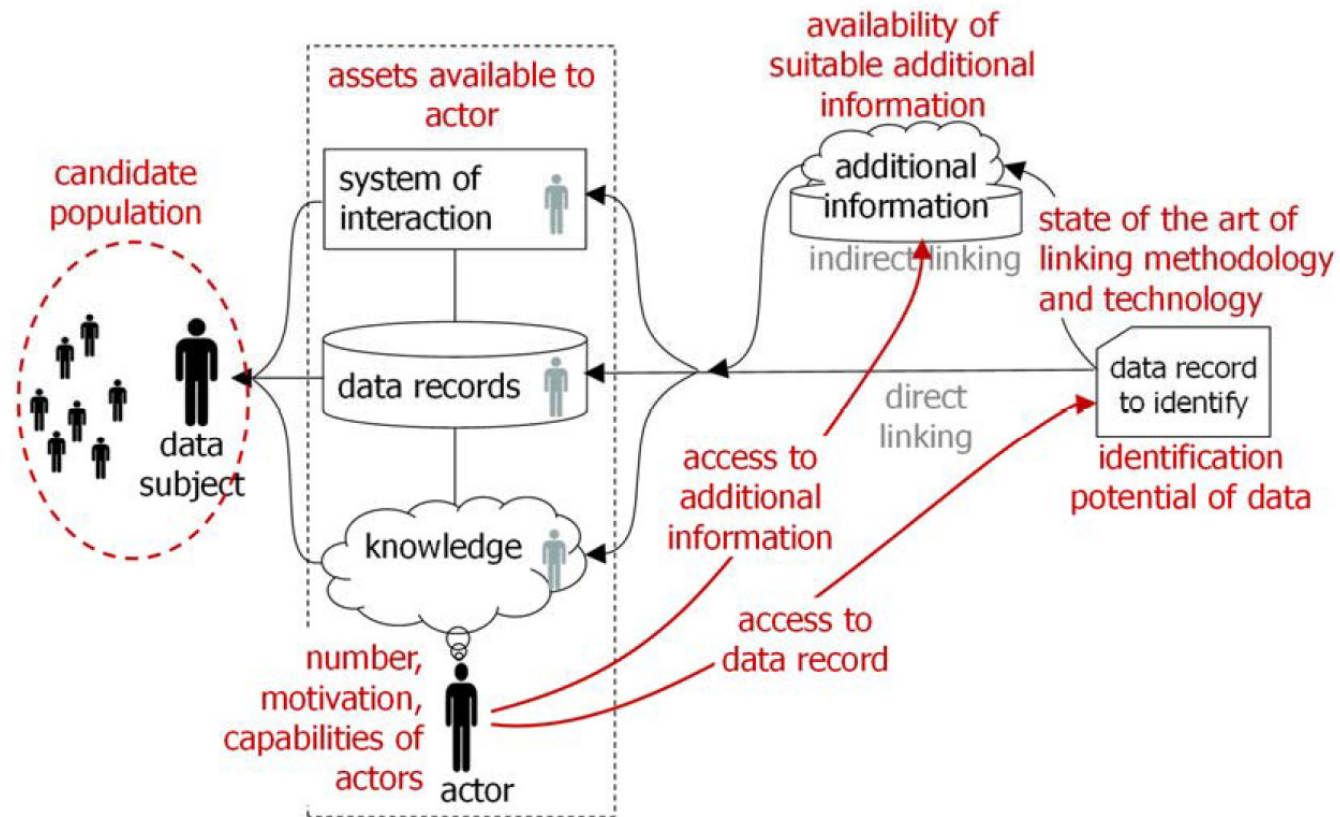 candidate
population
data
subject
assets available to
actor
system of
interaction
data records
knowledge
number,
motivation,
capabilities of
actors
actor
availability of
suitable additional
information
additional
information
indirect linking
state of the art of
linking methodology
and technology
direct
linking
data record
to identify
identification
potential of data
access to
additional
information
access to
data record